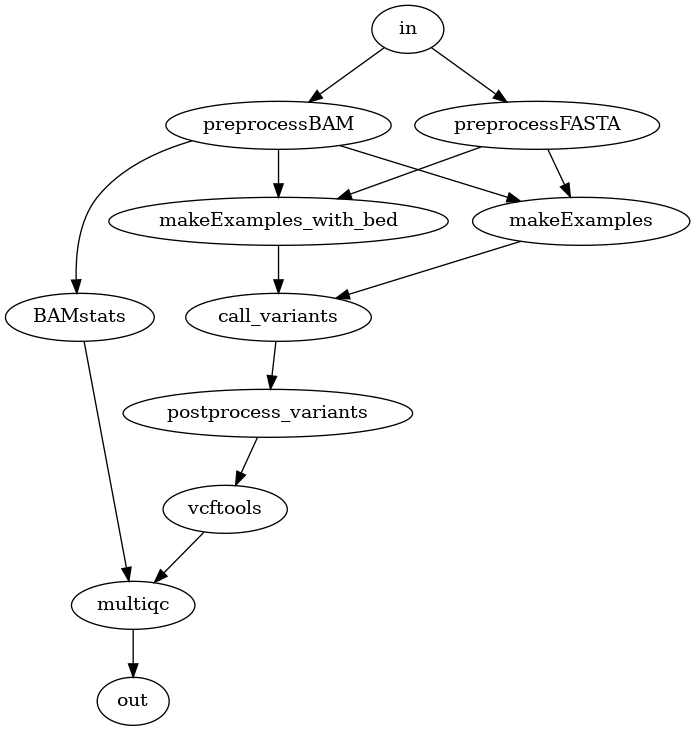 in
preprocessBAM
preprocessFASTA
makeExamples_with_bed
makeExamples
BAMstats
call_variants
postprocess_variants
vcftools
multiqc
out